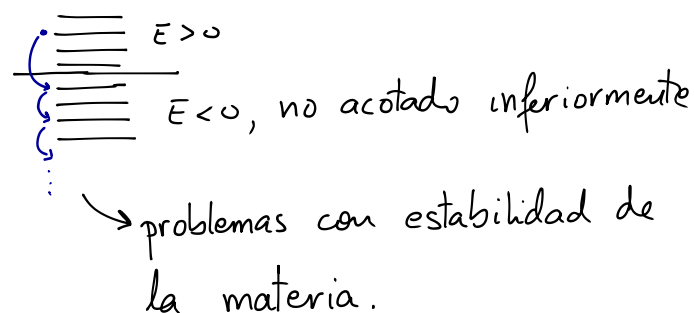 E > 0
E < 0, no acotado inferiormente
problemas con estabilidad de
la materia.